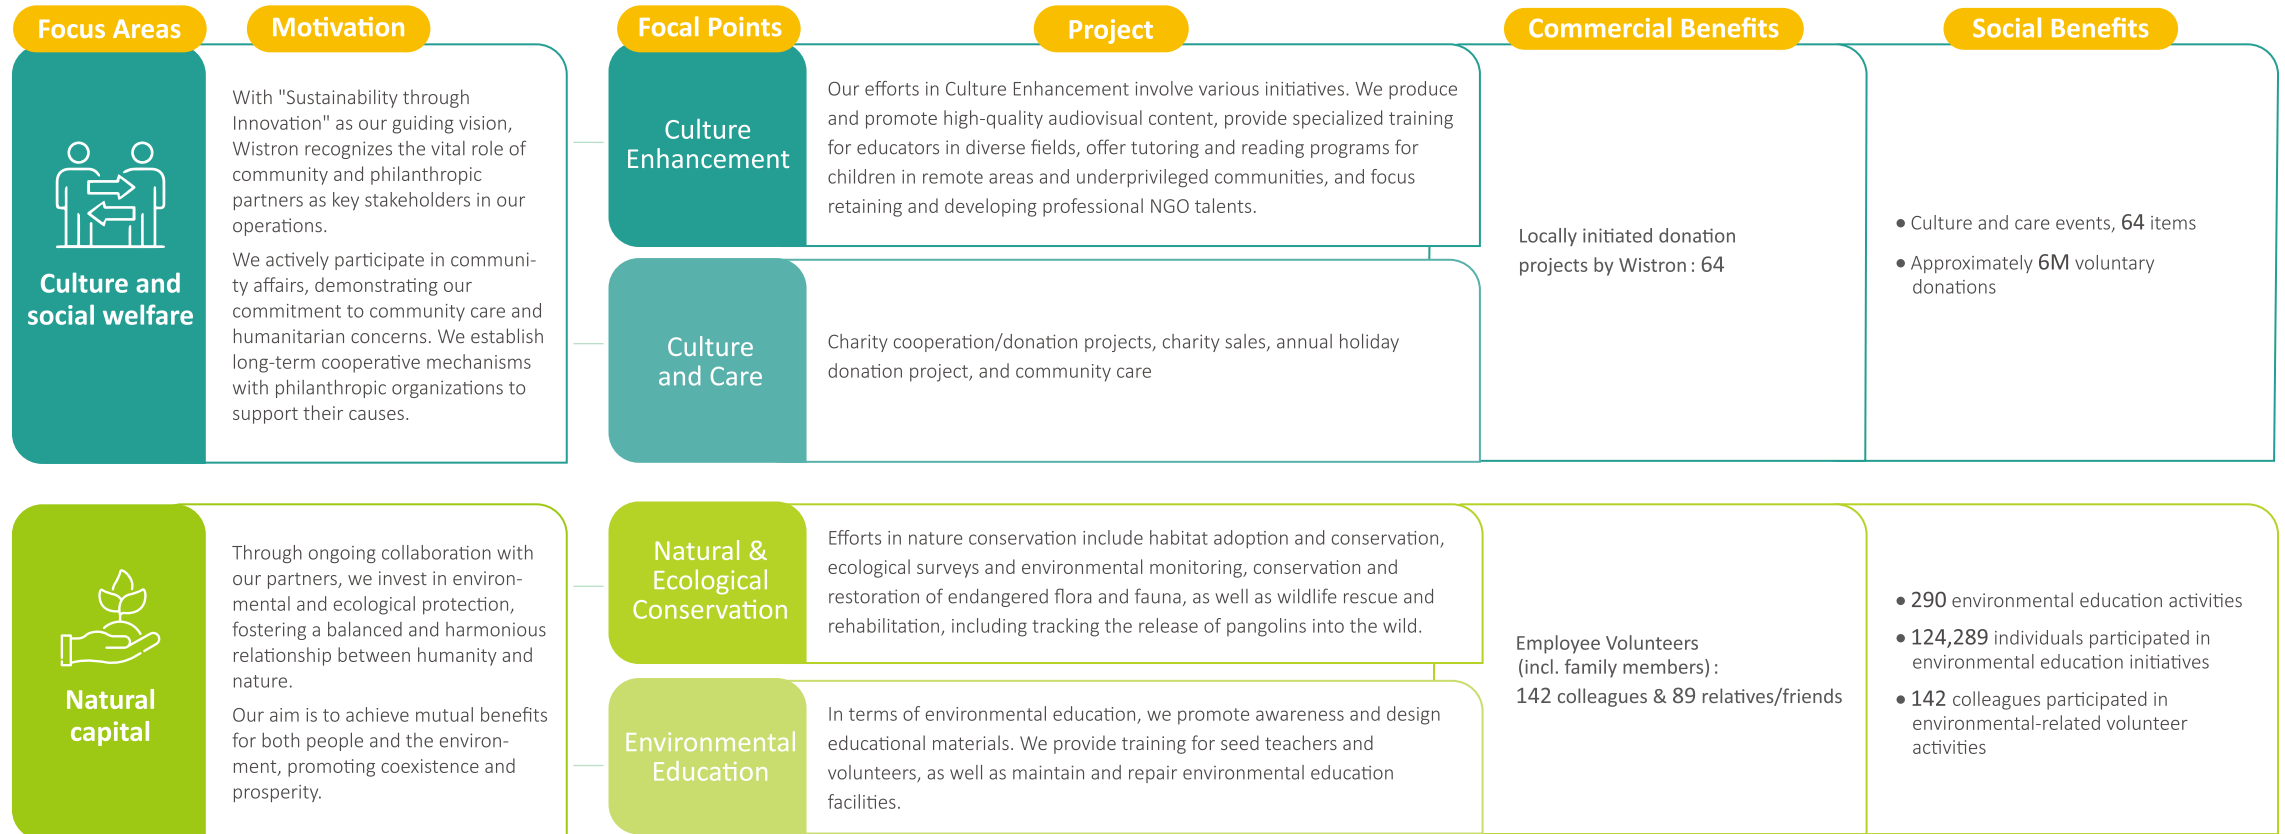 Focus Areas
Motivation
Focal Points
Project
Commercial Benefits
Social Benefits
Culture and
social welfare
With "Sustainability through
Innovation" as our guiding vision,
Wistron recognizes the vital role of
community and philanthropic
partners as key stakeholders in our
operations.
We actively participate in communi-
ty affairs, demonstrating our
commitment to community care and
humanitarian concerns. We establish
long-term cooperative mechanisms
with philanthropic organizations to
support their causes.
Culture
Enhancement
Our efforts in Culture Enhancement involve various initiatives. We produce
and promote high-quality audiovisual content, provide specialized training
for educators in diverse fields, offer tutoring and reading programs for
children in remote areas and underprivileged communities, and focus
retaining and developing professional NGO talents.
Culture
and Care
Charity cooperation/donation projects, charity sales, annual holiday
donation project, and community care
Locally initiated donation
projects by Wistron : 64
• Culture and care events, 64 items
• Approximately 6M voluntary
donations
Natural
capital
Through ongoing collaboration with
our partners, we invest in environ-
mental and ecological protection,
fostering a balanced and harmonious
relationship between humanity and
nature.
Our aim is to achieve mutual benefits
for both people and the environ-
ment, promoting coexistence and
prosperity.
Natural &
Ecological
Conservation
Efforts in nature conservation include habitat adoption and conservation,
ecological surveys and environmental monitoring, conservation and
restoration of endangered flora and fauna, as well as wildlife rescue and
rehabilitation, including tracking the release of pangolins into the wild.
Environmental
Education
In terms of environmental education, we promote awareness and design
educational materials. We provide training for seed teachers and
volunteers, as well as maintain and repair environmental education
facilities.
Employee Volunteers
(incl. family members) :
142 colleagues & 89 relatives/friends
• 290 environmental education activities
• 124,289 individuals participated in
environmental education initiatives
• 142 colleagues participated in
environmental-related volunteer
activities